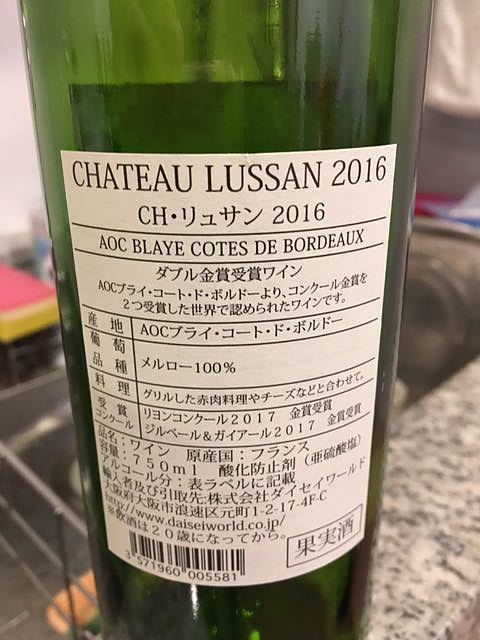 CHATEAU LUSSAN 2016
CH・リュサン 2016
AOC BLAYE COTES DE BORDEAUX
ダブル金賞受賞ワイン
AOCブライ・コート・ド・ボルドーより、コンクール金賞を
2つ受賞した世界で認められたワインです。
産地 AOCブライ・コート・ド・ボルドー
葡萄品種 メルロー100%
料理 グリルした赤肉料理やチーズなどと合わせて。
受賞コンクール リヨンコンクール2017 金賞受賞
ジルベール&ガイアール2017 金賞受賞
品名:ワイン 原産国:フランス
容量:750ml 酸化防止剤(亜硫酸塩)
アルコール分:表ラベルに記載
輸入者及び引取先:株式会社ダイセイワールド
大阪府大阪市浪速区元町1-2-17-4F-C
http://www.daiseiworld.co.jp/
※飲酒は20歳になってから。
果実酒
3 571960 005581